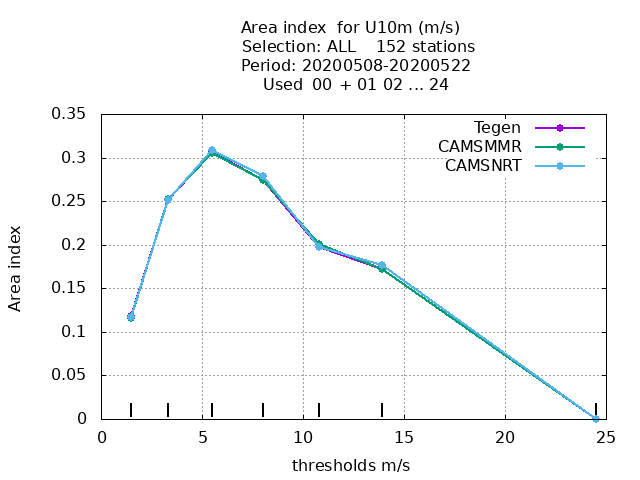 Area index  for U10m (m/s)
Selection: ALL    152 stations
Period: 20200508-20200522
Used  00 + 01 02 ... 24
Tegen
CAMSMMR
CAMSNRT
Area index
0.35
0.3
0.25
0.2
0.15
0.1
0.05
0
0 5 10 15 20 25
thresholds m/s